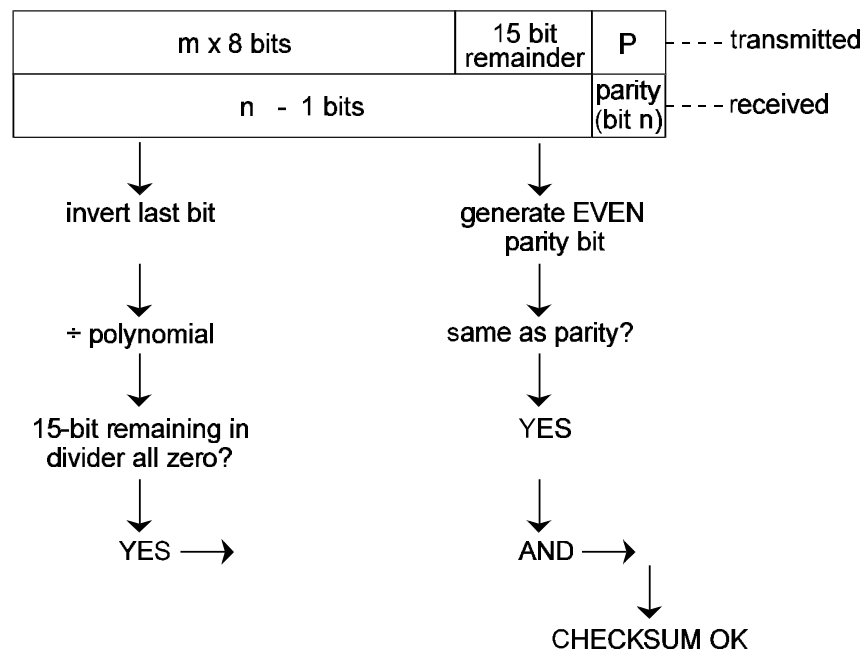 m x 8 bits
15 bit
remainder
P
---- transmitted
n - 1 bits
parity
(bit n)
---- received
invert last bit
generate EVEN
parity bit
÷ polynomial
same as parity?
15-bit remaining in
divider all zero?
YES
YES
AND
CHECKSUM OK